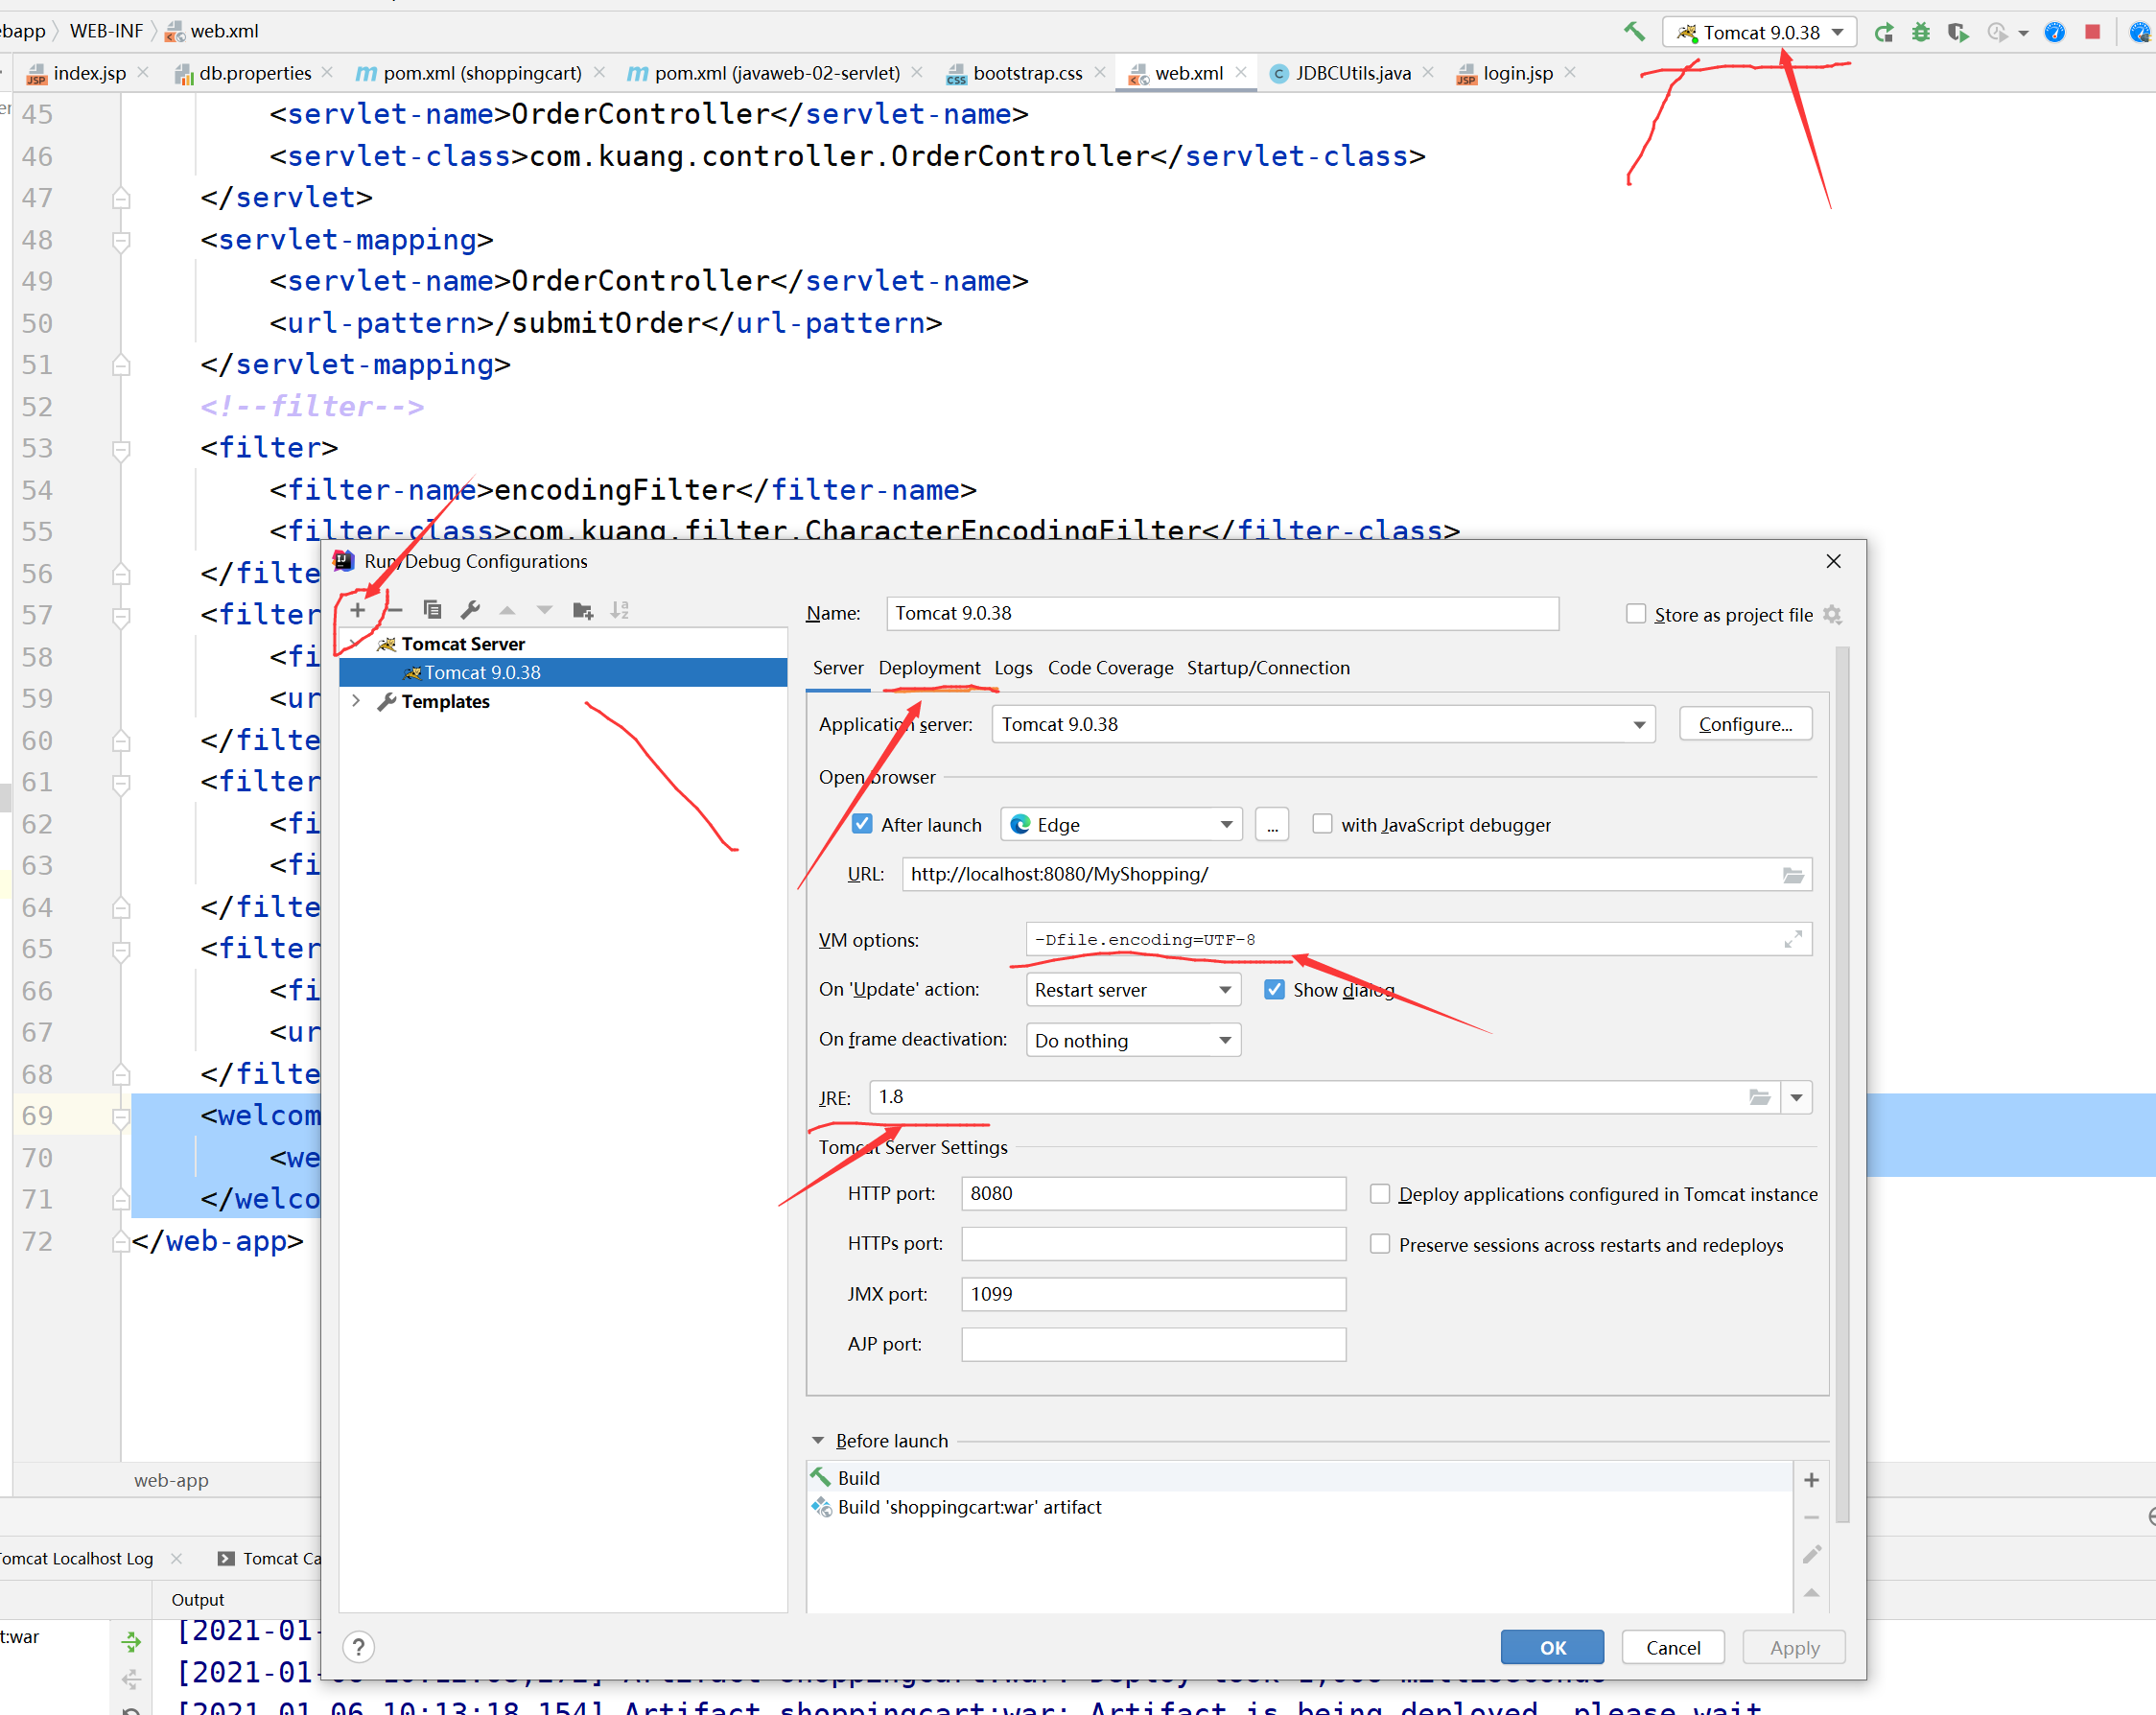 ebapp WEB-INF web.xml
Tomcat 9.0.38
index.jsp db.properties pom.xml (shoppingcart) pom.xml (javaweb-02-servlet) bootstrap.css web.xml JDBCUtils.java login.jsp
45 <servlet-name>OrderController</servlet-name>
46 <servlet-class>com.kuang.controller.OrderController</servlet-class>
47 </servlet>
48 <servlet-mapping>
49 <servlet-name>OrderController</servlet-name>
50 <url-pattern>/submitOrder</url-pattern>
51 </servlet-mapping>
52 <!--filter-->
53 <filter>
54 <filter-name>encodingFilter</filter-name>
55 <filter-class>com.kuang.filter.CharacterEncodingFilter</filter-class>
56 </filte
57 <filter
58 <fi
59 <ur
60 </filte
61 <filter
62 <fi
63 <fi
64 </filte
65 <filter
66 <fi
67 <ur
68 </filte
69 <welcom
70 <we
71 </welco
72 </web-app>
web-app
Run/Debug Configurations
Tomcat Server
Tomcat 9.0.38
Templates
Name: Tomcat 9.0.38 Store as project file
Server Deployment Logs Code Coverage Startup/Connection
Application server: Tomcat 9.0.38 Configure...
Open browser
After launch Edge ... with JavaScript debugger
URL: http://localhost:8080/MyShopping/
VM options: -Dfile.encoding=UTF-8
On 'Update' action: Restart server Show dialog
On frame deactivation: Do nothing
JRE: 1.8
Tomcat Server Settings
HTTP port: 8080 Deploy applications configured in Tomcat instance
HTTPs port: Preserve sessions across restarts and redeploys
JMX port: 1099
AJP port:
Before launch
Build
Build 'shoppingcart:war' artifact
? OK Cancel Apply
omcat Localhost Log Tomcat Ca
Output
t:war
[2021-01-
[2021-01-
[2021-01-06 10:13:18,154] Artifact shoppingcart:war: Artifact is being deployed, please wait